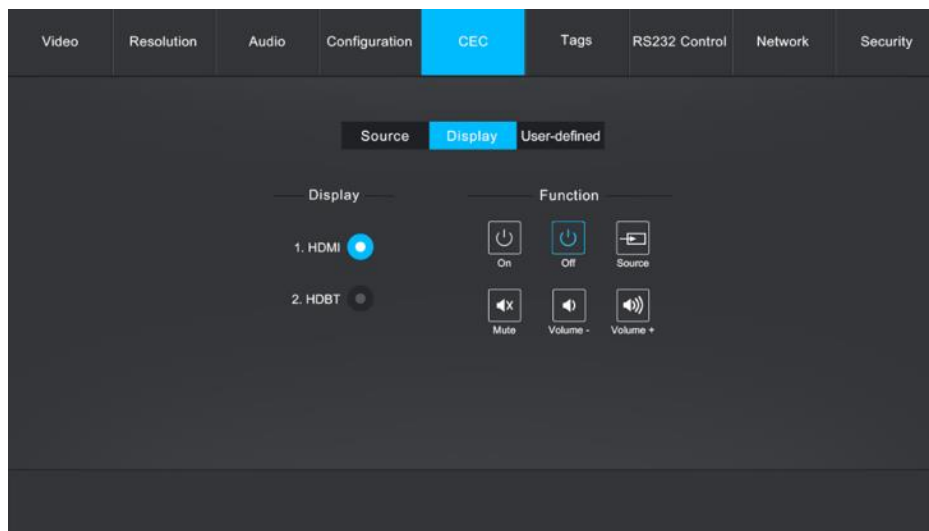 Video Resolution Audio Configuration CEC Tags RS232 Control Network Security
Source Display User-defined
Display Function
1. HDMI
On Off Source
2. HDBT
Mute Volume - Volume +